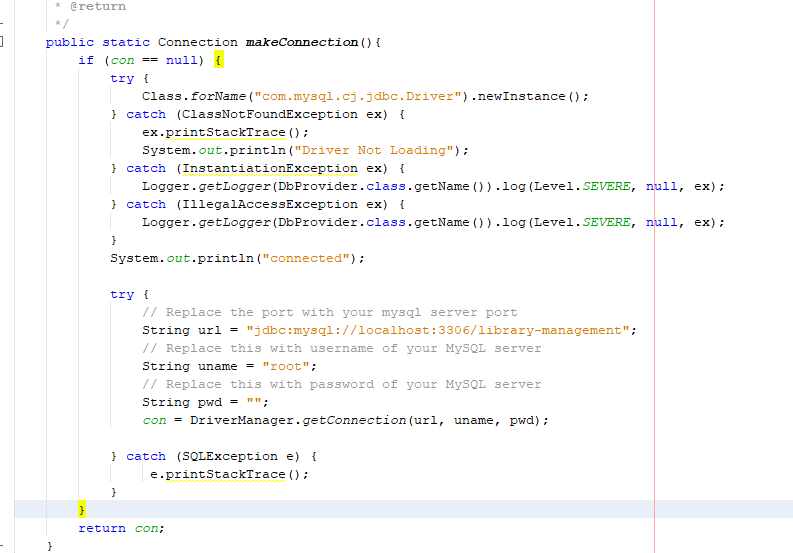 * @return
*/
public static Connection makeConnection(){
if (con == null) {
try {
Class.forName("com.mysql.cj.jdbc.Driver").newInstance();
} catch (ClassNotFoundException ex) {
ex.printStackTrace();
System.out.println("Driver Not Loading");
} catch (InstantiationException ex) {
Logger.getLogger(DbProvider.class.getName()).log(Level.SEVERE, null, ex);
} catch (IllegalAccessException ex) {
Logger.getLogger(DbProvider.class.getName()).log(Level.SEVERE, null, ex);
}
System.out.println("connected");
try {
// Replace the port with your mysql server port
String url = "jdbc:mysql://localhost:3306/library-management";
// Replace this with username of your MySQL server
String uname = "root";
// Replace this with password of your MySQL server
String pwd = "";
con = DriverManager.getConnection(url, uname, pwd);
} catch (SQLException e) {
e.printStackTrace();
}
}
return con;
}